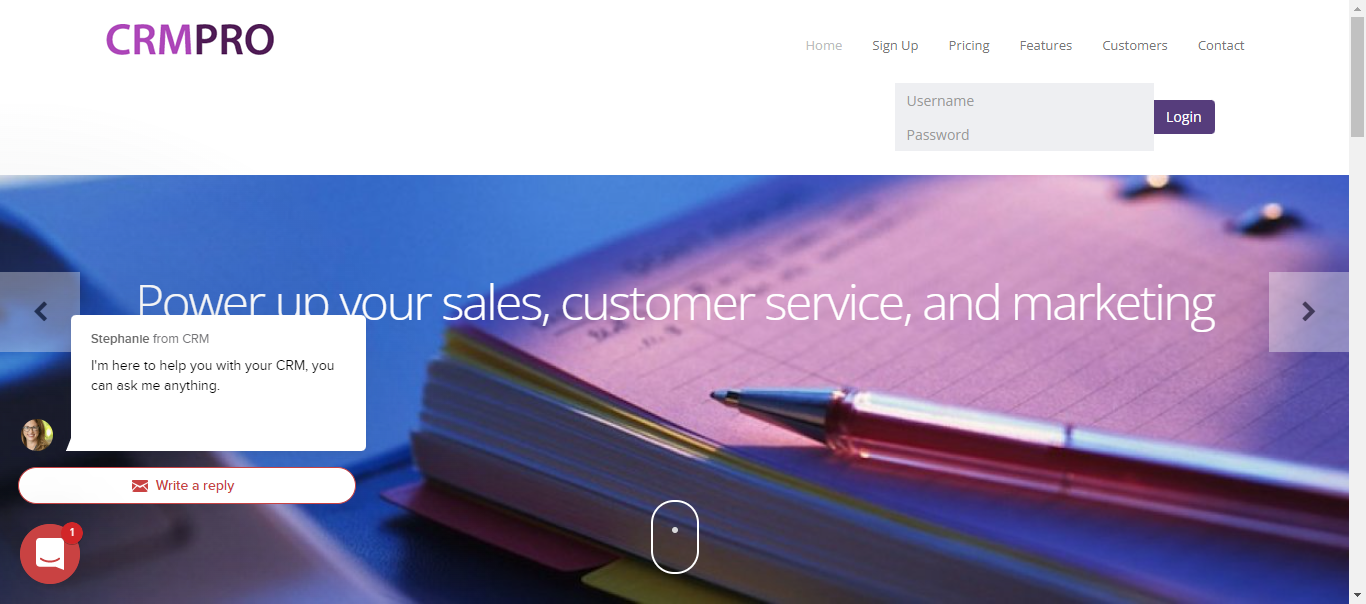 CRMPRO
Home Sign Up Pricing Features Customers Contact
Username
Password
Login
Power up your sales, customer service, and marketing
Stephanie from CRM
I'm here to help you with your CRM, you
can ask me anything.
Write a reply
1